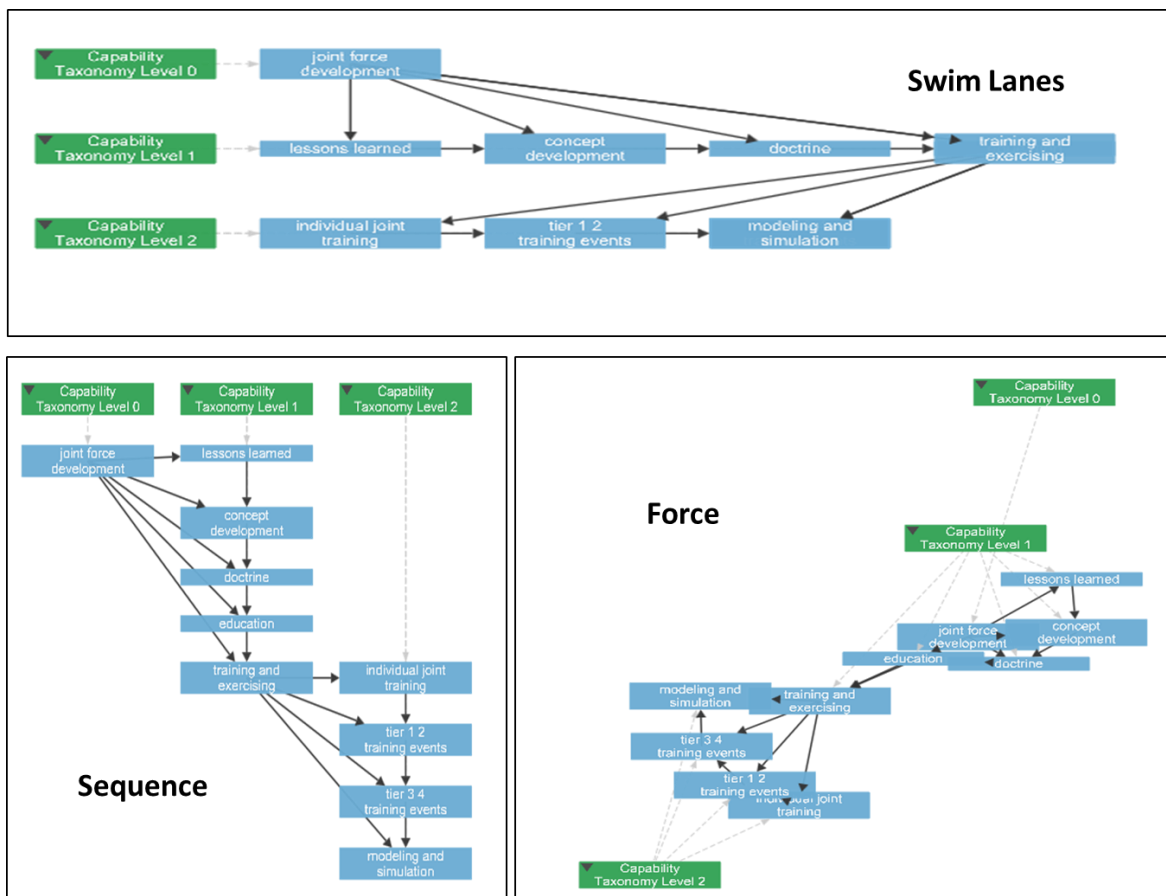 Capability
Taxonomy Level 0
joint force
development
Swim Lanes
Capability
Taxonomy Level 1
lessons learned
concept
development
doctrine
training and
exercising
Capability
Taxonomy Level 2
individual joint
training
tier 1 2
training events
modeling and
simulation
Capability
Taxonomy Level 0
Capability
Taxonomy Level 1
Capability
Taxonomy Level 2
joint force
development
lessons learned
concept
development
doctrine
education
training and
exercising
individual joint
training
tier 1 2
training events
Sequence
tier 3 4
training events
modeling and
simulation
Capability
Taxonomy Level 0
Force
Capability
Taxonomy Level 1
lessons learned
joint force
development
concept
development
education
doctrine
modeling and
simulation
training and
exercising
tier 3 4
training events
tier 1 2
training events
individual joint
training
Capability
Taxonomy Level 2